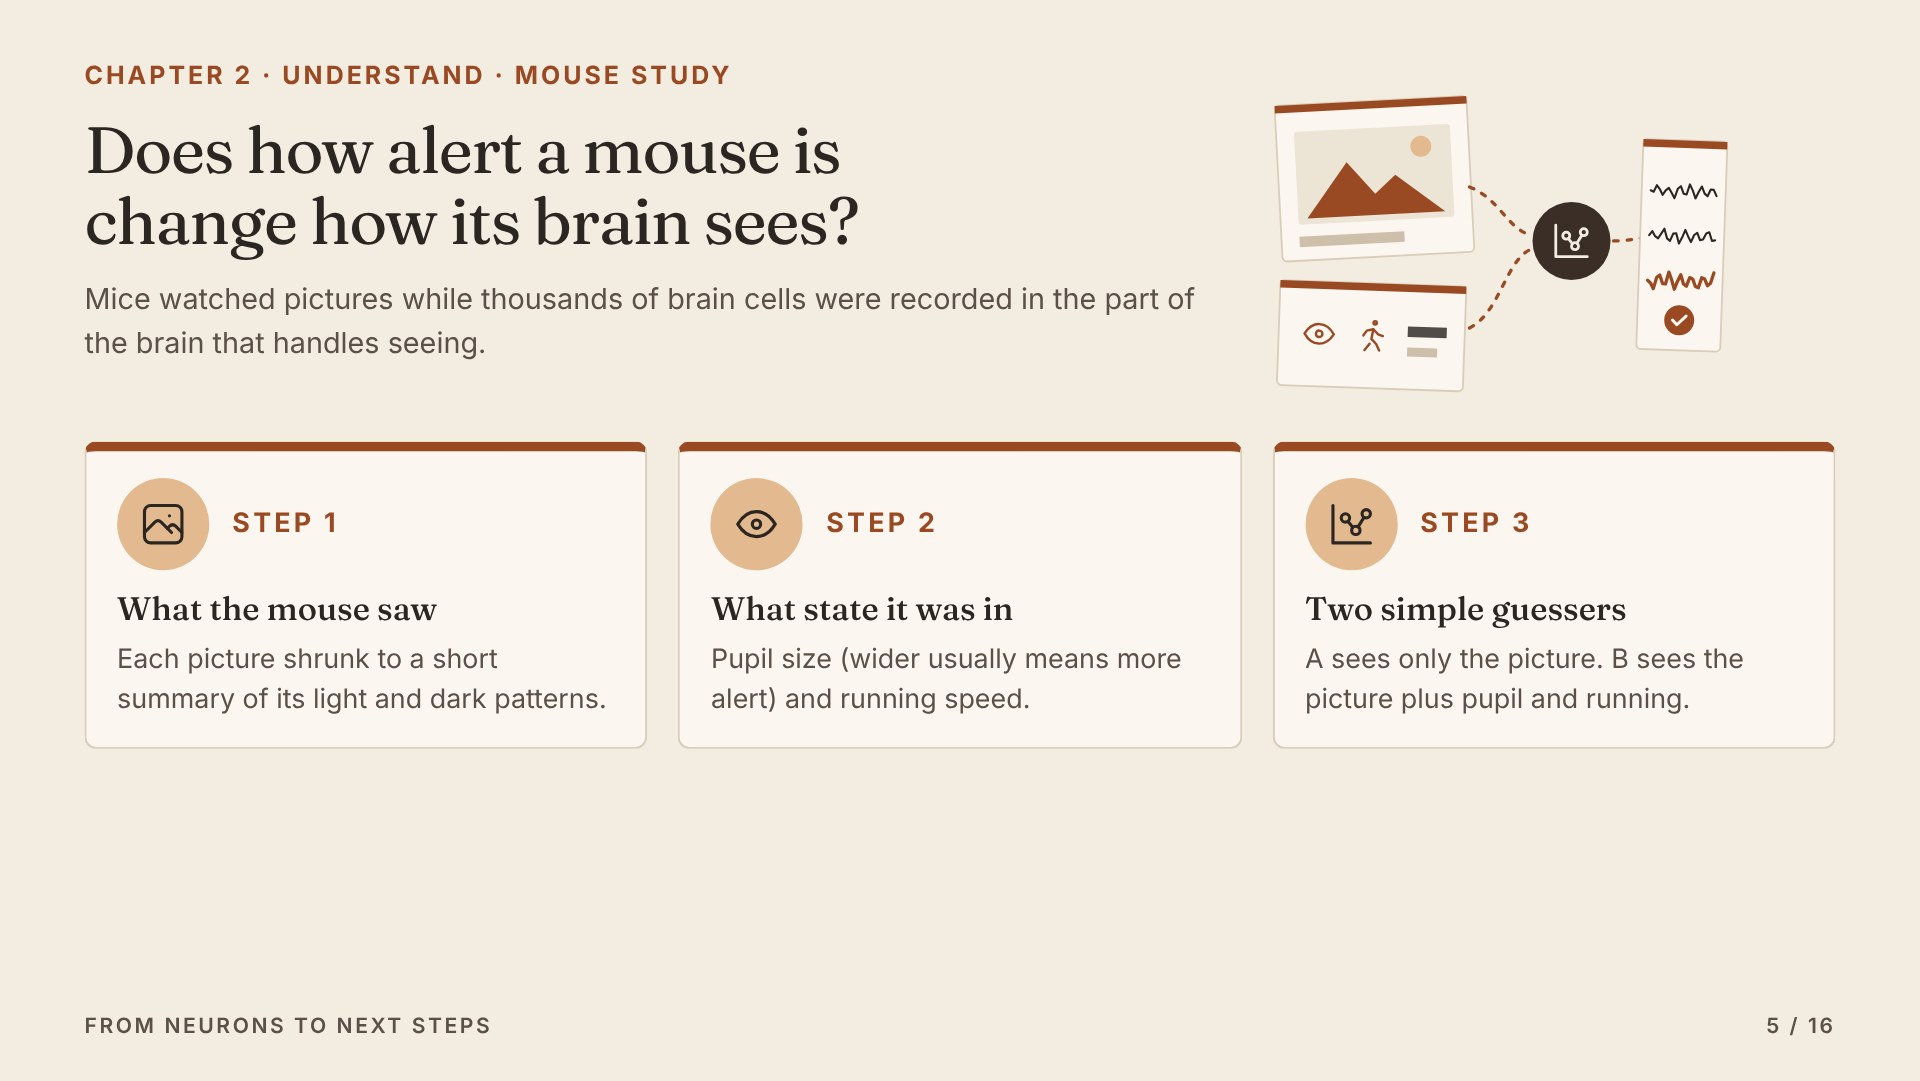 CHAPTER 2 · UNDERSTAND · MOUSE STUDY
Does how alert a mouse is
change how its brain sees?
Mice watched pictures while thousands of brain cells were recorded in the part of
the brain that handles seeing.
STEP 1
What the mouse saw
Each picture shrunk to a short
summary of its light and dark patterns.
STEP 2
What state it was in
Pupil size (wider usually means more
alert) and running speed.
STEP 3
Two simple guessers
A sees only the picture. B sees the
picture plus pupil and running.
FROM NEURONS TO NEXT STEPS
5 / 16